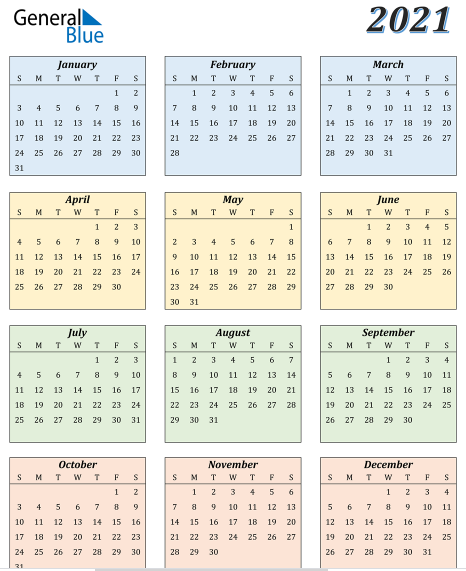 General
Blue
2021
January February March
S M T W T F S S M T W T F S S M T W T F S
1 2 1 2 3 4 5 6 1 2 3 4 5 6
3 4 5 6 7 8 9 7 8 9 10 11 12 13 7 8 9 10 11 12 13
10 11 12 13 14 15 16 14 15 16 17 18 19 20 14 15 16 17 18 19 20
17 18 19 20 21 22 23 21 22 23 24 25 26 27 21 22 23 24 25 26 27
24 25 26 27 28 29 30 28 28 29 30 31
31
April May June
S M T W T F S S M T W T F S S M T W T F S
1 2 3 1 1 2 3 4 5
4 5 6 7 8 9 10 2 3 4 5 6 7 8 6 7 8 9 10 11 12
11 12 13 14 15 16 17 9 10 11 12 13 14 15 13 14 15 16 17 18 19
18 19 20 21 22 23 24 16 17 18 19 20 21 22 20 21 22 23 24 25 26
25 26 27 28 29 30 23 24 25 26 27 28 29 27 28 29 30
30 31
July August September
S M T W T F S S M T W T F S S M T W T F S
1 2 3 1 2 3 4 5 6 7 1 2 3 4
4 5 6 7 8 9 10 8 9 10 11 12 13 14 5 6 7 8 9 10 11
11 12 13 14 15 16 17 15 16 17 18 19 20 21 12 13 14 15 16 17 18
18 19 20 21 22 23 24 22 23 24 25 26 27 28 19 20 21 22 23 24 25
25 26 27 28 29 30 31 29 30 31 26 27 28 29 30
October November December
S M T W T F S S M T W T F S S M T W T F S
1 2 1 2 3 4 5 6 1 2 3 4
3 4 5 6 7 8 9 7 8 9 10 11 12 13 5 6 7 8 9 10 11
10 11 12 13 14 15 16 14 15 16 17 18 19 20 12 13 14 15 16 17 18
17 18 19 20 21 22 23 21 22 23 24 25 26 27 19 20 21 22 23 24 25
24 25 26 27 28 29 30 28 29 30 26 27 28 29 30 31
31